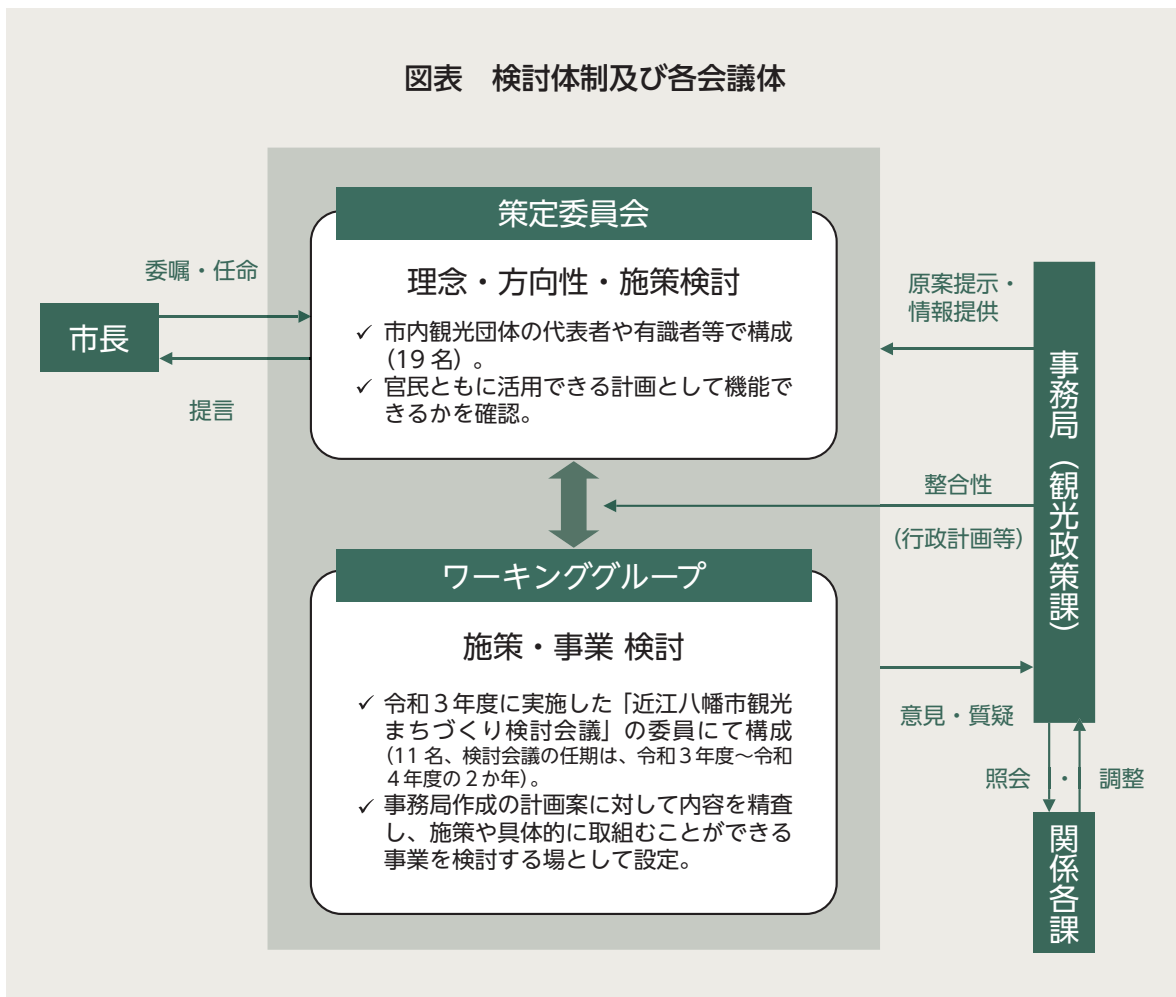 図表　検討体制及び各会議体
策定委員会
理念・方向性・施策検討
✓ 市内観光団体の代表者や有識者等で構成
(19名）。
✓ 官民ともに活用できる計画として機能で
きるかを確認。
委嘱・任命
市長
提言
原案提示・
情報提供
整合性
(行政計画等)
事務局（観光政策課）
ワーキンググループ
施策・事業 検討
✓ 令和３年度に実施した「近江八幡市観光
まちづくり検討会議」の委員にて構成
(11名、検討会議の任期は、令和３年度～令和
４年度の２か年）。
✓ 事務局作成の計画案に対して内容を精査
し、施策や具体的に取組むことができる
事業を検討する場として設定。
意見・質疑
照会・調整
関係各課